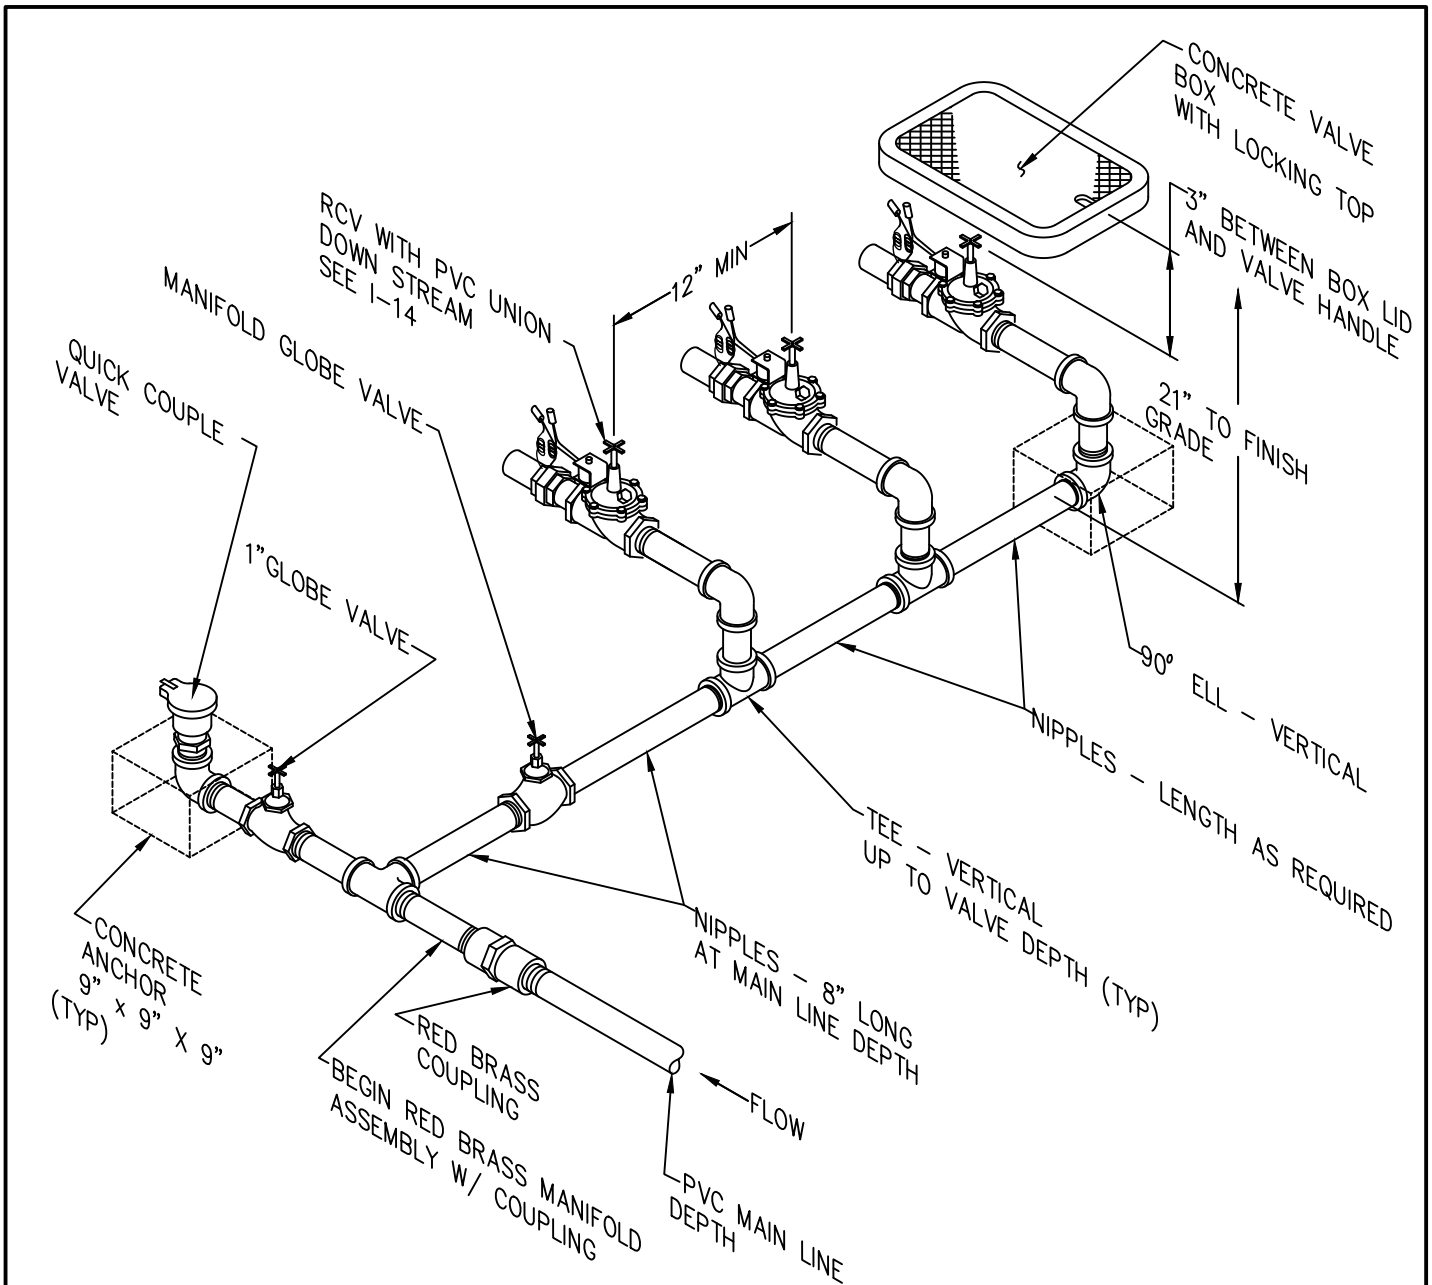 CONCRETE VALVE
BOX
WITH LOCKING TOP
3" BETWEEN BOX LID
AND VALVE HANDLE
RCV WITH PVC UNION
DOWN STREAM
SEE I-14
12" MIN
MANIFOLD GLOBE VALVE
QUICK COUPLE
VALVE
21" TO FINISH
GRADE
1" GLOBE VALVE
90° ELL - VERTICAL
NIPPLES - LENGTH AS REQUIRED
TEE - VERTICAL
UP TO VALVE DEPTH (TYP)
NIPPLES - 8" LONG
AT MAIN LINE DEPTH
CONCRETE
ANCHOR
9" x 9" X 9"
(TYP)
RED BRASS
COUPLING
BEGIN RED BRASS MANIFOLD
ASSEMBLY W/ COUPLING
FLOW
PVC MAIN LINE
DEPTH